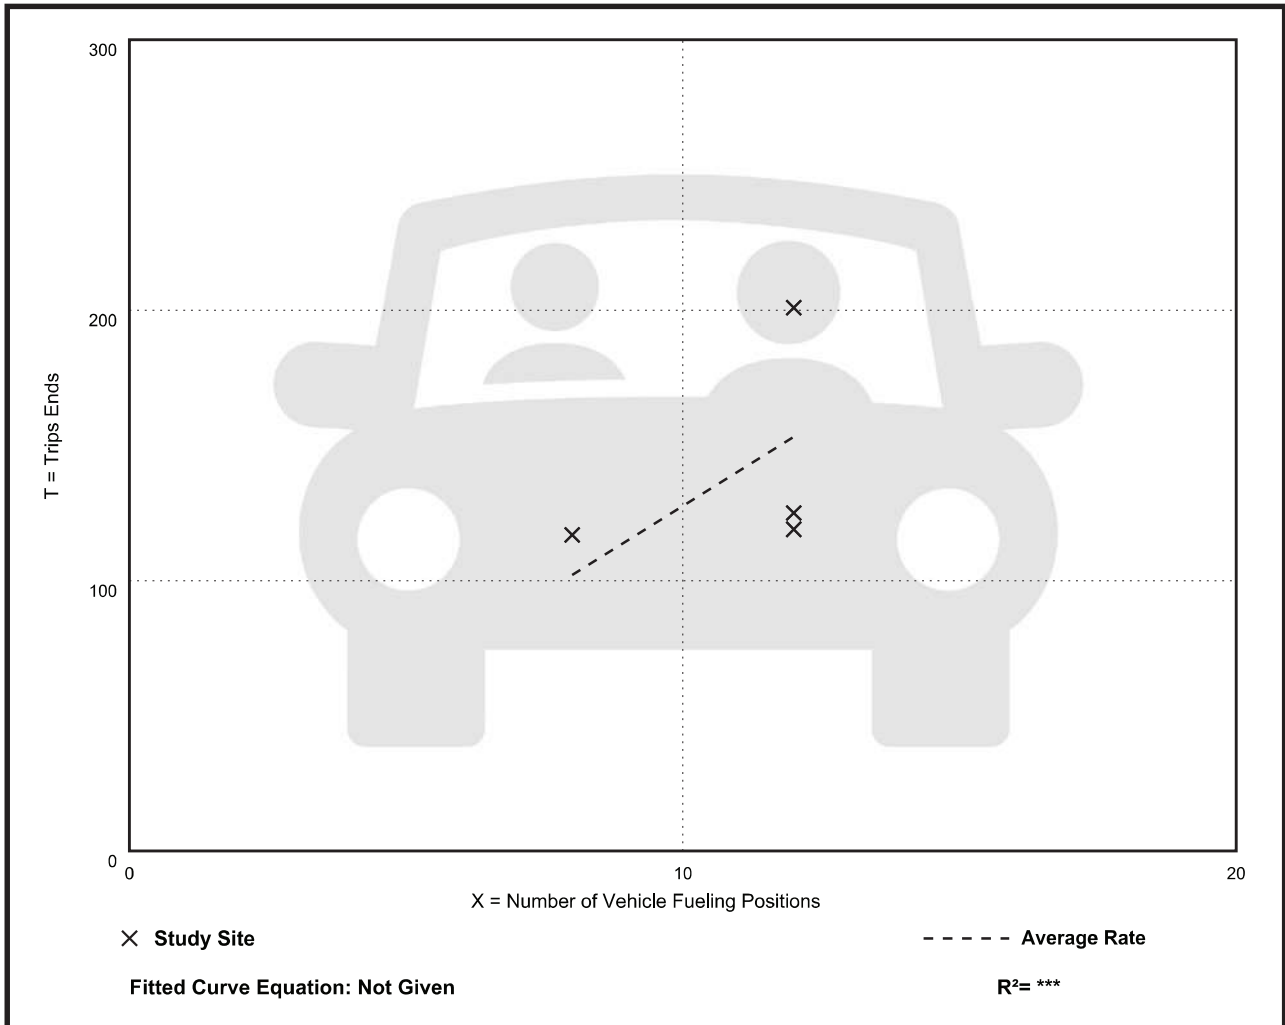 300
200
100
0
T = Trips Ends
0 10 20
X = Number of Vehicle Fueling Positions
Study Site
Average Rate
Fitted Curve Equation: Not Given
R²= ***